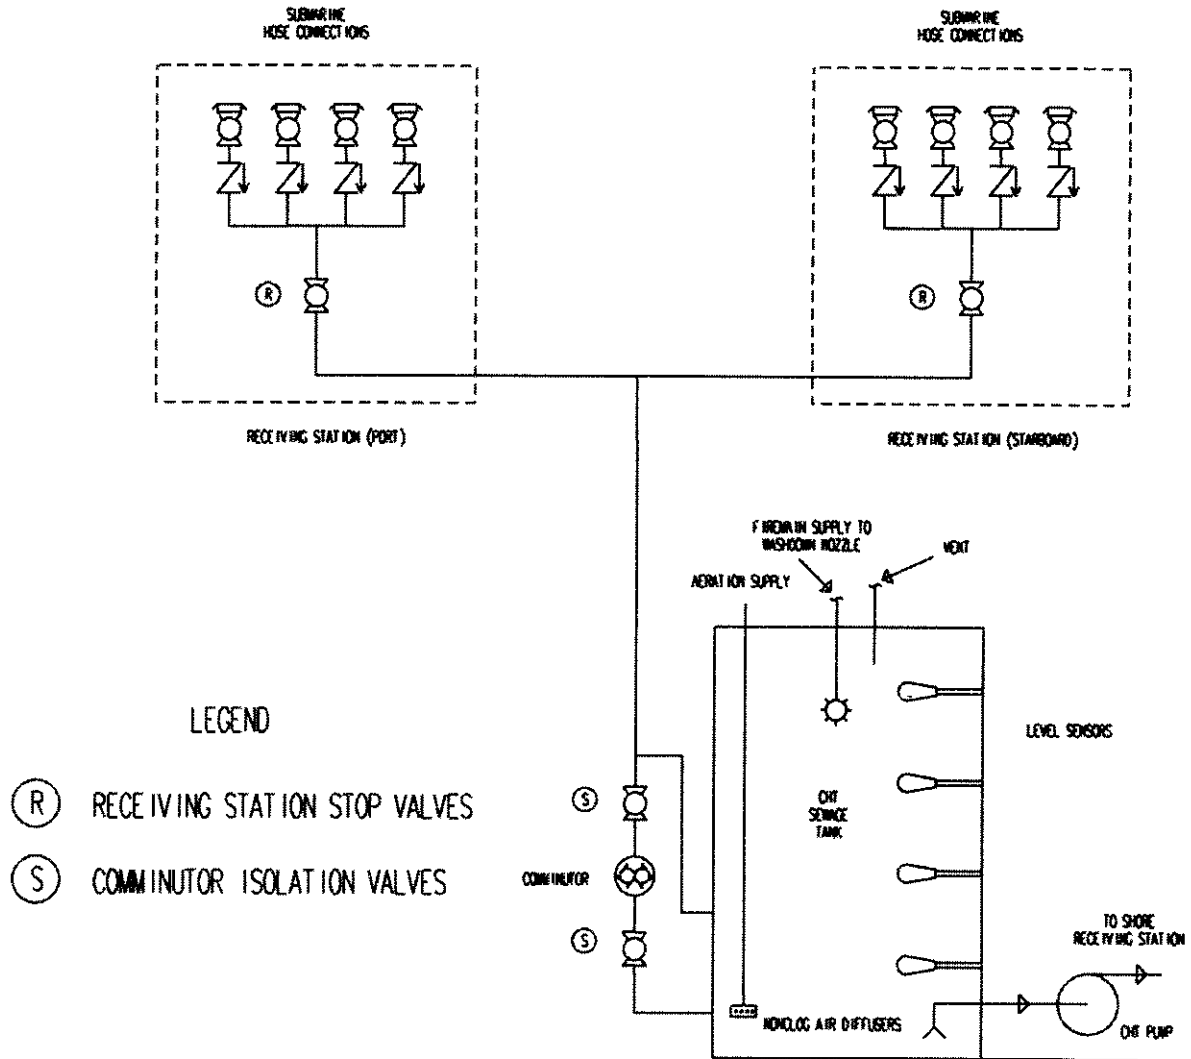 SUBMARINE
HOSE CONNECTIONS
SUBMARINE
HOSE CONNECTIONS
R
R
RECEIVING STATION (PORT)
RECEIVING STATION (STARBOARD)
FIREMAIN SUPPLY TO
WASHDOWN NOZZLE
VENT
AERATION SUPPLY
LEGEND
R RECEIVING STATION STOP VALVES
S COMMINUTOR ISOLATION VALVES
LEVEL SENSORS
S
CHT
SEWAGE
TANK
COMMINUTOR
S
TO SHORE
RECEIVING STATION
NONCLOG AIR DIFFUSERS
CHT PUMP